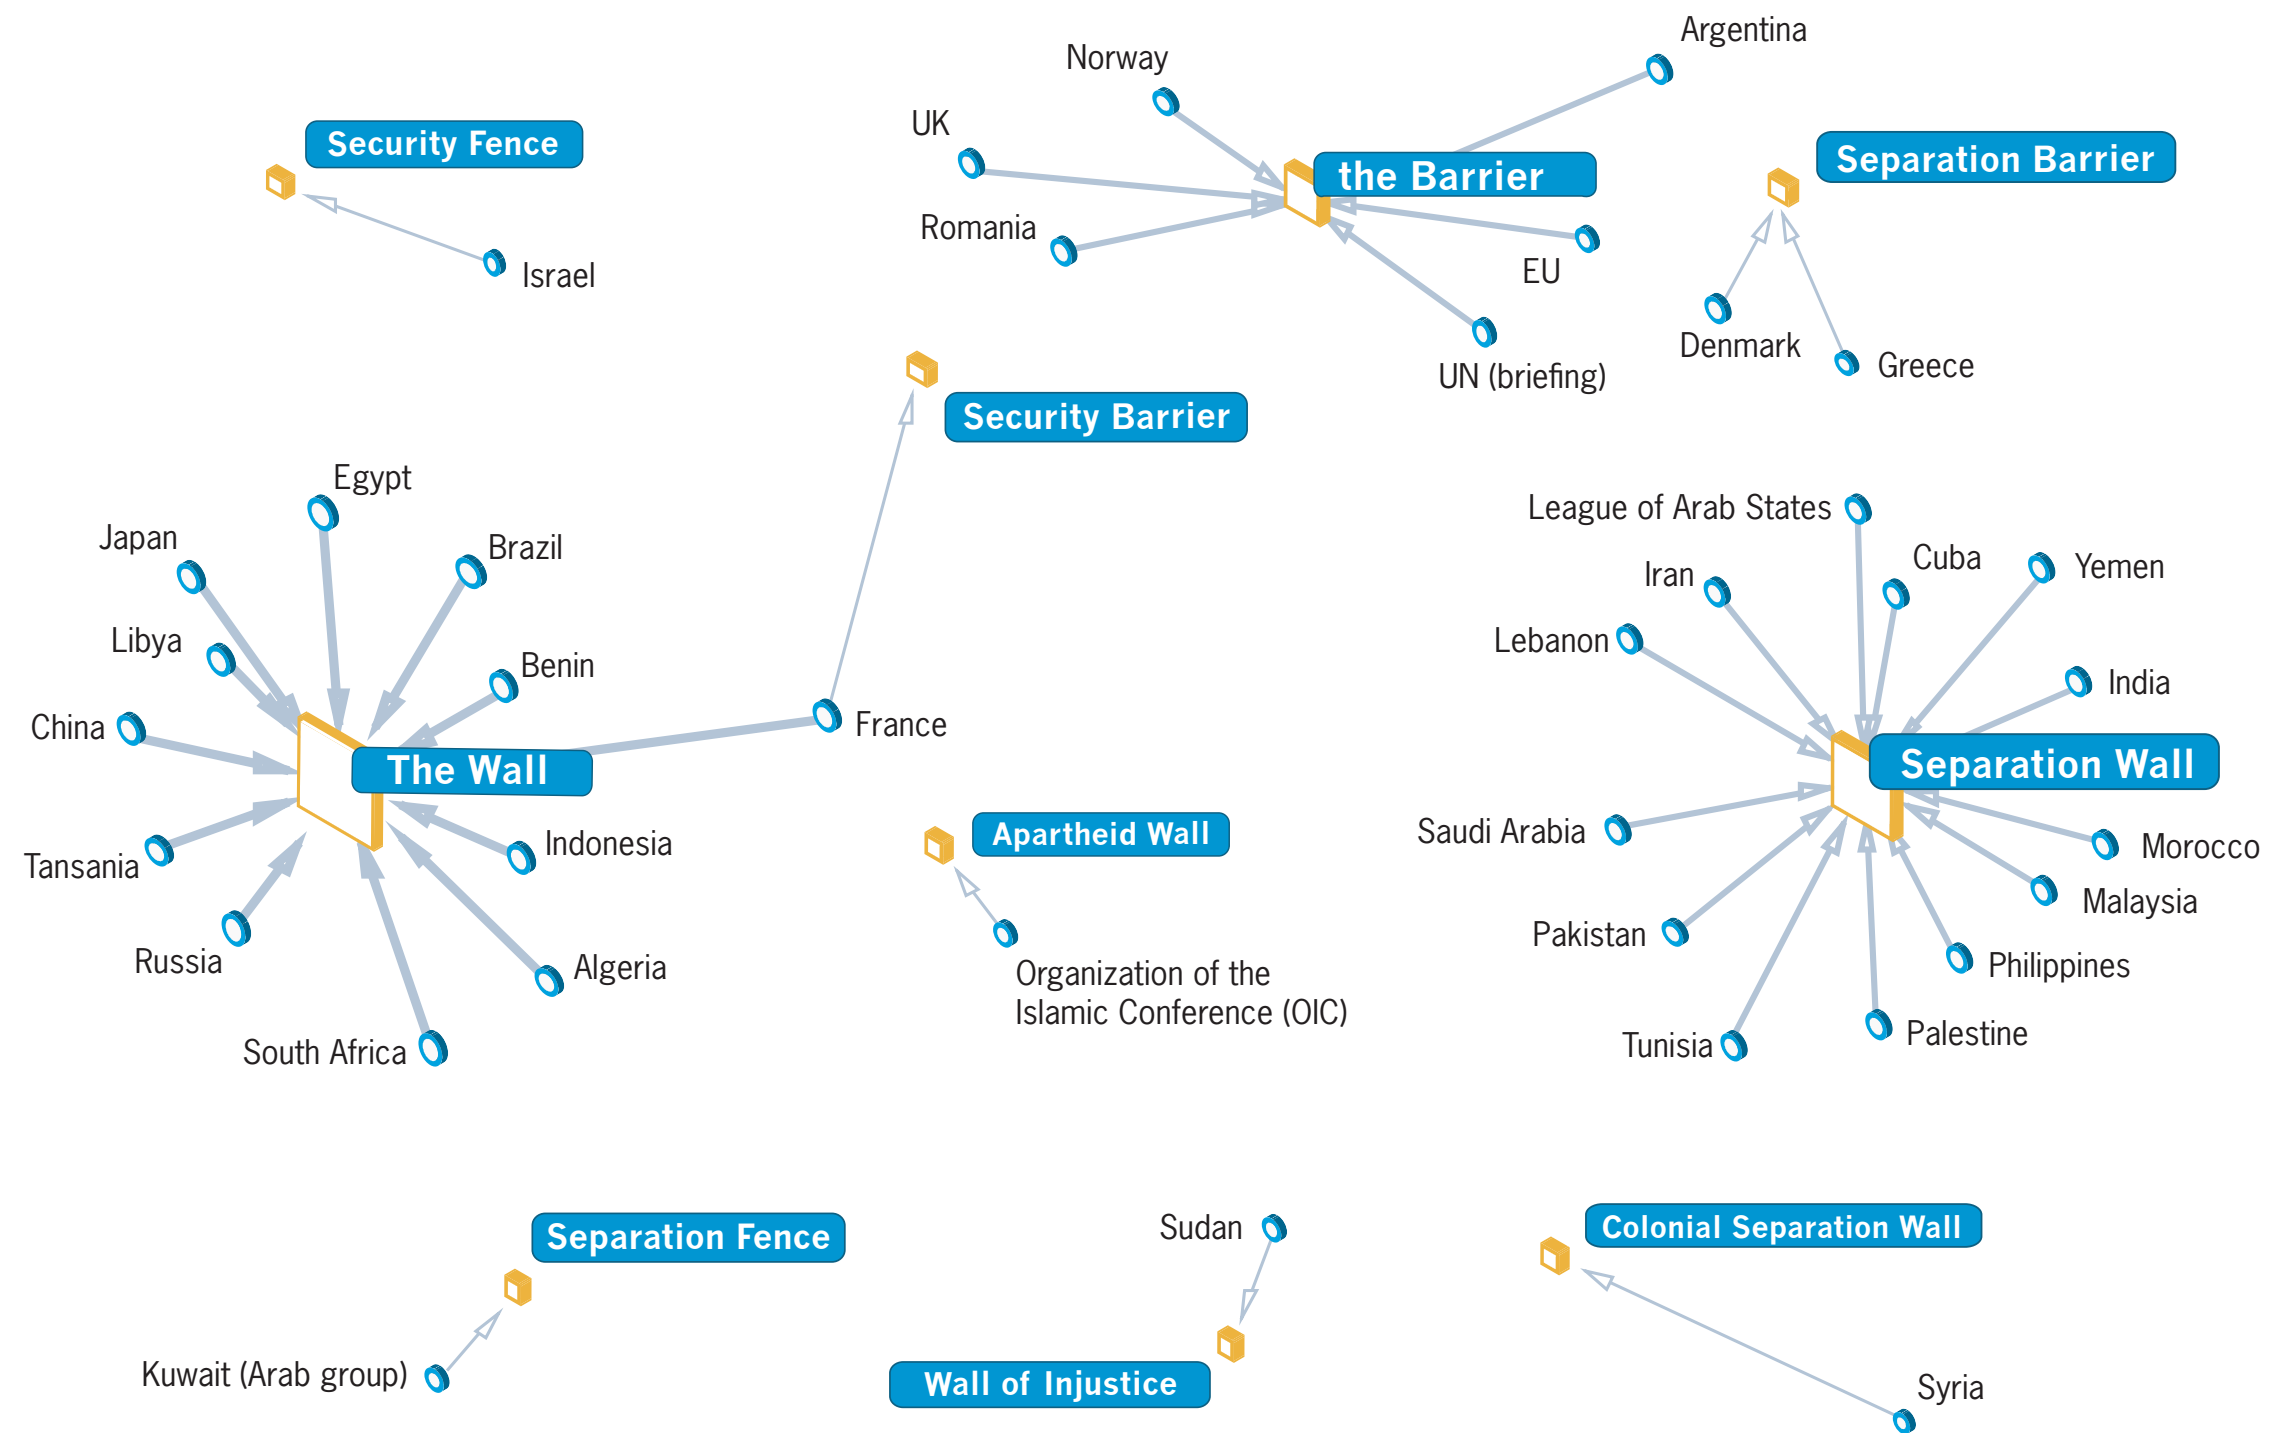 Argentina
Norway
UK
Security Fence
the Barrier
Separation Barrier
Romania
Israel
EU
Denmark
Greece
UN (briefing)
Security Barrier
Egypt
Japan
Brazil
League of Arab States
Cuba
Yemen
Iran
Libya
Lebanon
Benin
India
China
France
The Wall
Separation Wall
Apartheid Wall
Saudi Arabia
Indonesia
Morocco
Tansania
Malaysia
Pakistan
Russia
Algeria
Philippines
Organization of the
Islamic Conference (OIC)
Palestine
Tunisia
South Africa
Sudan
Colonial Separation Wall
Separation Fence
Kuwait (Arab group)
Wall of Injustice
Syria